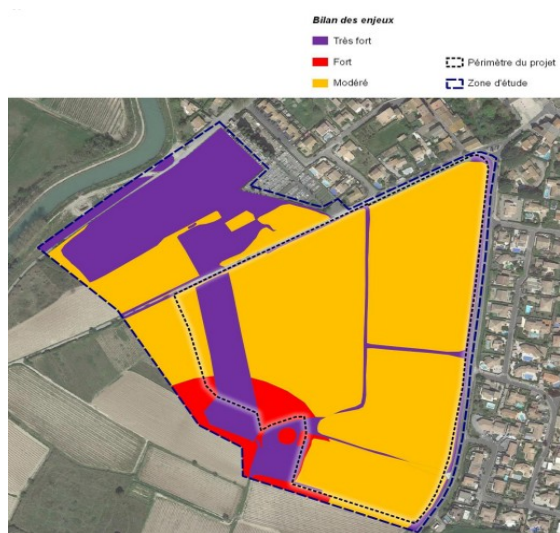 Bilan des enjeux
Très fort
Fort
Modéré
Périmètre du projet
Zone d'étude